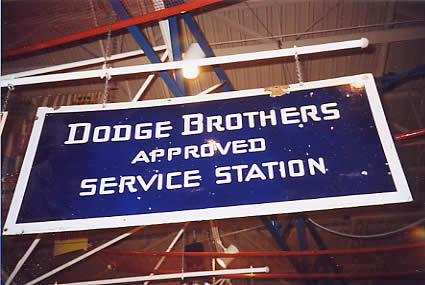 DODGE BROTHERS
APPROVED
SERVICE STATION